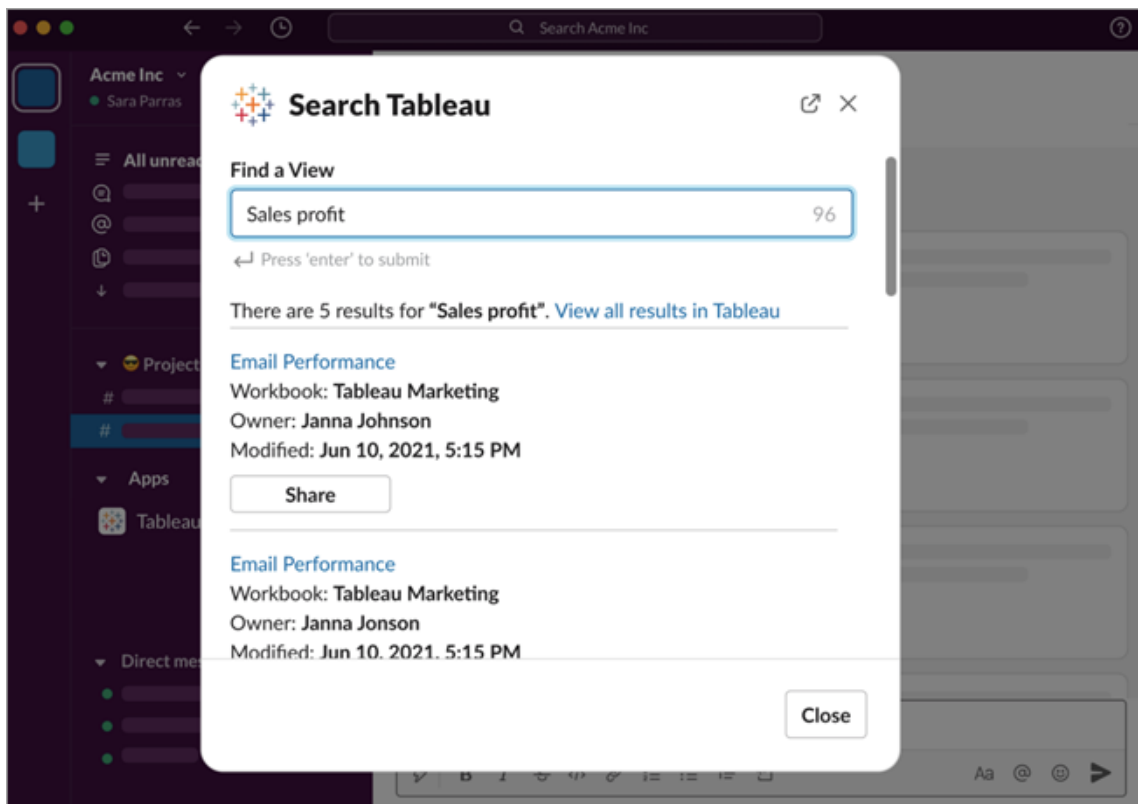 Search Acme Inc
Acme Inc
Sara Parras
All unread
Project
Apps
Tableau
Direct mes
Search Tableau
Find a View
Sales profit 96
Press ‘enter’ to submit
There are 5 results for “Sales profit”. View all results in Tableau
Email Performance
Workbook: Tableau Marketing
Owner: Janna Johnson
Modified: Jun 10, 2021, 5:15 PM
Share
Email Performance
Workbook: Tableau Marketing
Owner: Janna Jonson
Modified: Jun 10, 2021, 5:15 PM
Close
B I
Aa @